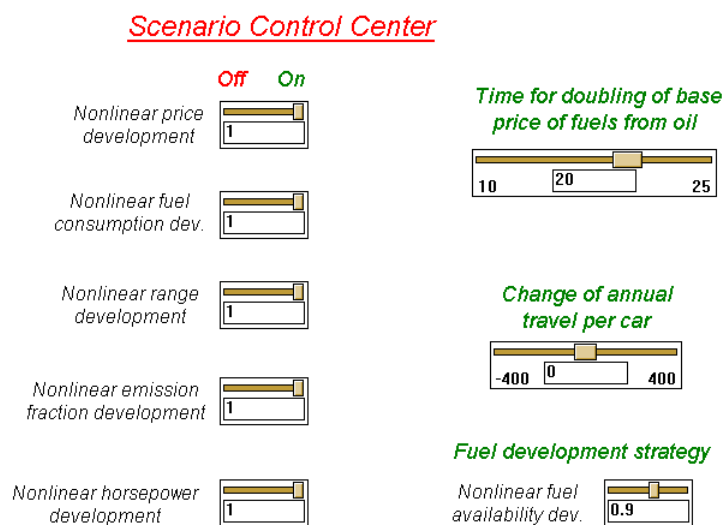 Scenario Control Center
Off On
Nonlinear price
development
1
Nonlinear fuel
consumption dev.
1
Nonlinear range
development
1
Nonlinear emission
fraction development
1
Nonlinear horsepower
development
1
Time for doubling of base
price of fuels from oil
10 20 25
Change of annual
travel per car
-400 0 400
Fuel development strategy
Nonlinear fuel
availability dev.
0.9